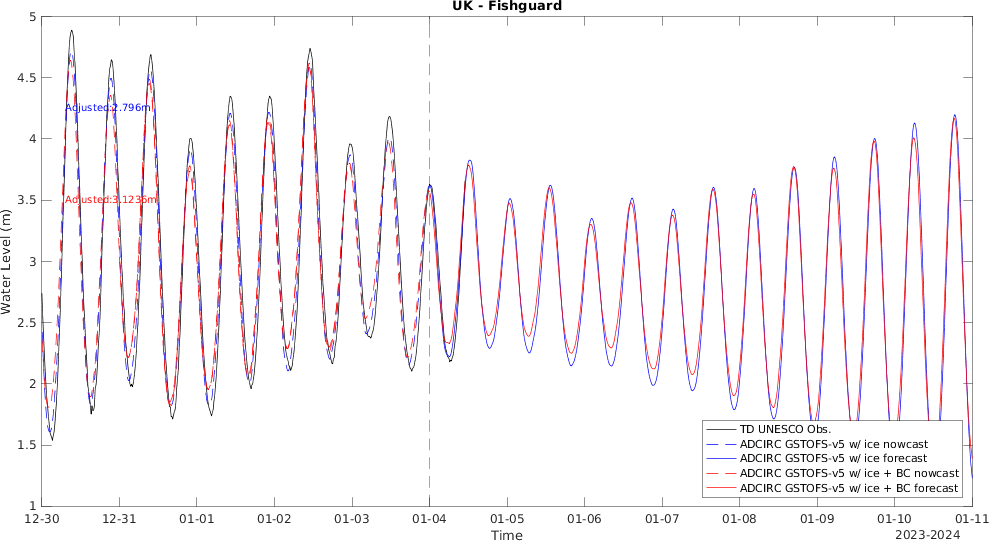 UK - Fishguard
5
4.5
4
3.5
3
2.5
2
1.5
1
Water Level (m)
Adjusted:2.796m
Adjusted:3.1236m
TD UNESCO Obs.
ADCIRC GSTOFS-v5 w/ ice nowcast
ADCIRC GSTOFS-v5 w/ ice forecast
ADCIRC GSTOFS-v5 w/ ice + BC nowcast
ADCIRC GSTOFS-v5 w/ ice + BC forecast
12-30 12-31 01-01 01-02 01-03 01-04 01-05 01-06 01-07 01-08 01-09 01-10 01-11
Time
2023-2024